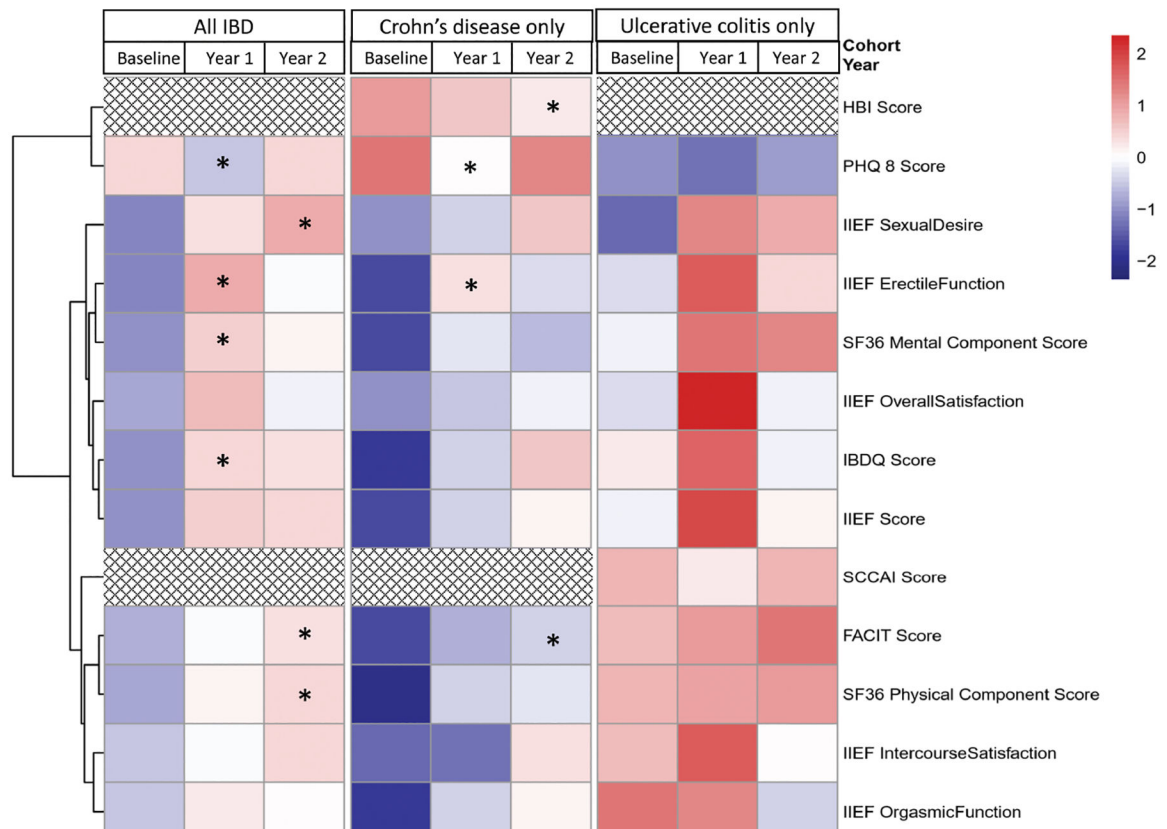 All IBD Crohn's disease only Ulcerative colitis only
Baseline Year 1 Year 2 Baseline Year 1 Year 2 Baseline Year 1 Year 2
Cohort
Year
HBI Score
* PHQ 8 Score
IIEF SexualDesire
IIEF ErectileFunction
SF36 Mental Component Score
IIEF OverallSatisfaction
IBDQ Score
IIEF Score
SCCAI Score
FACIT Score
SF36 Physical Component Score
IIEF IntercourseSatisfaction
IIEF OrgasmicFunction
2
1
0
−1
−2